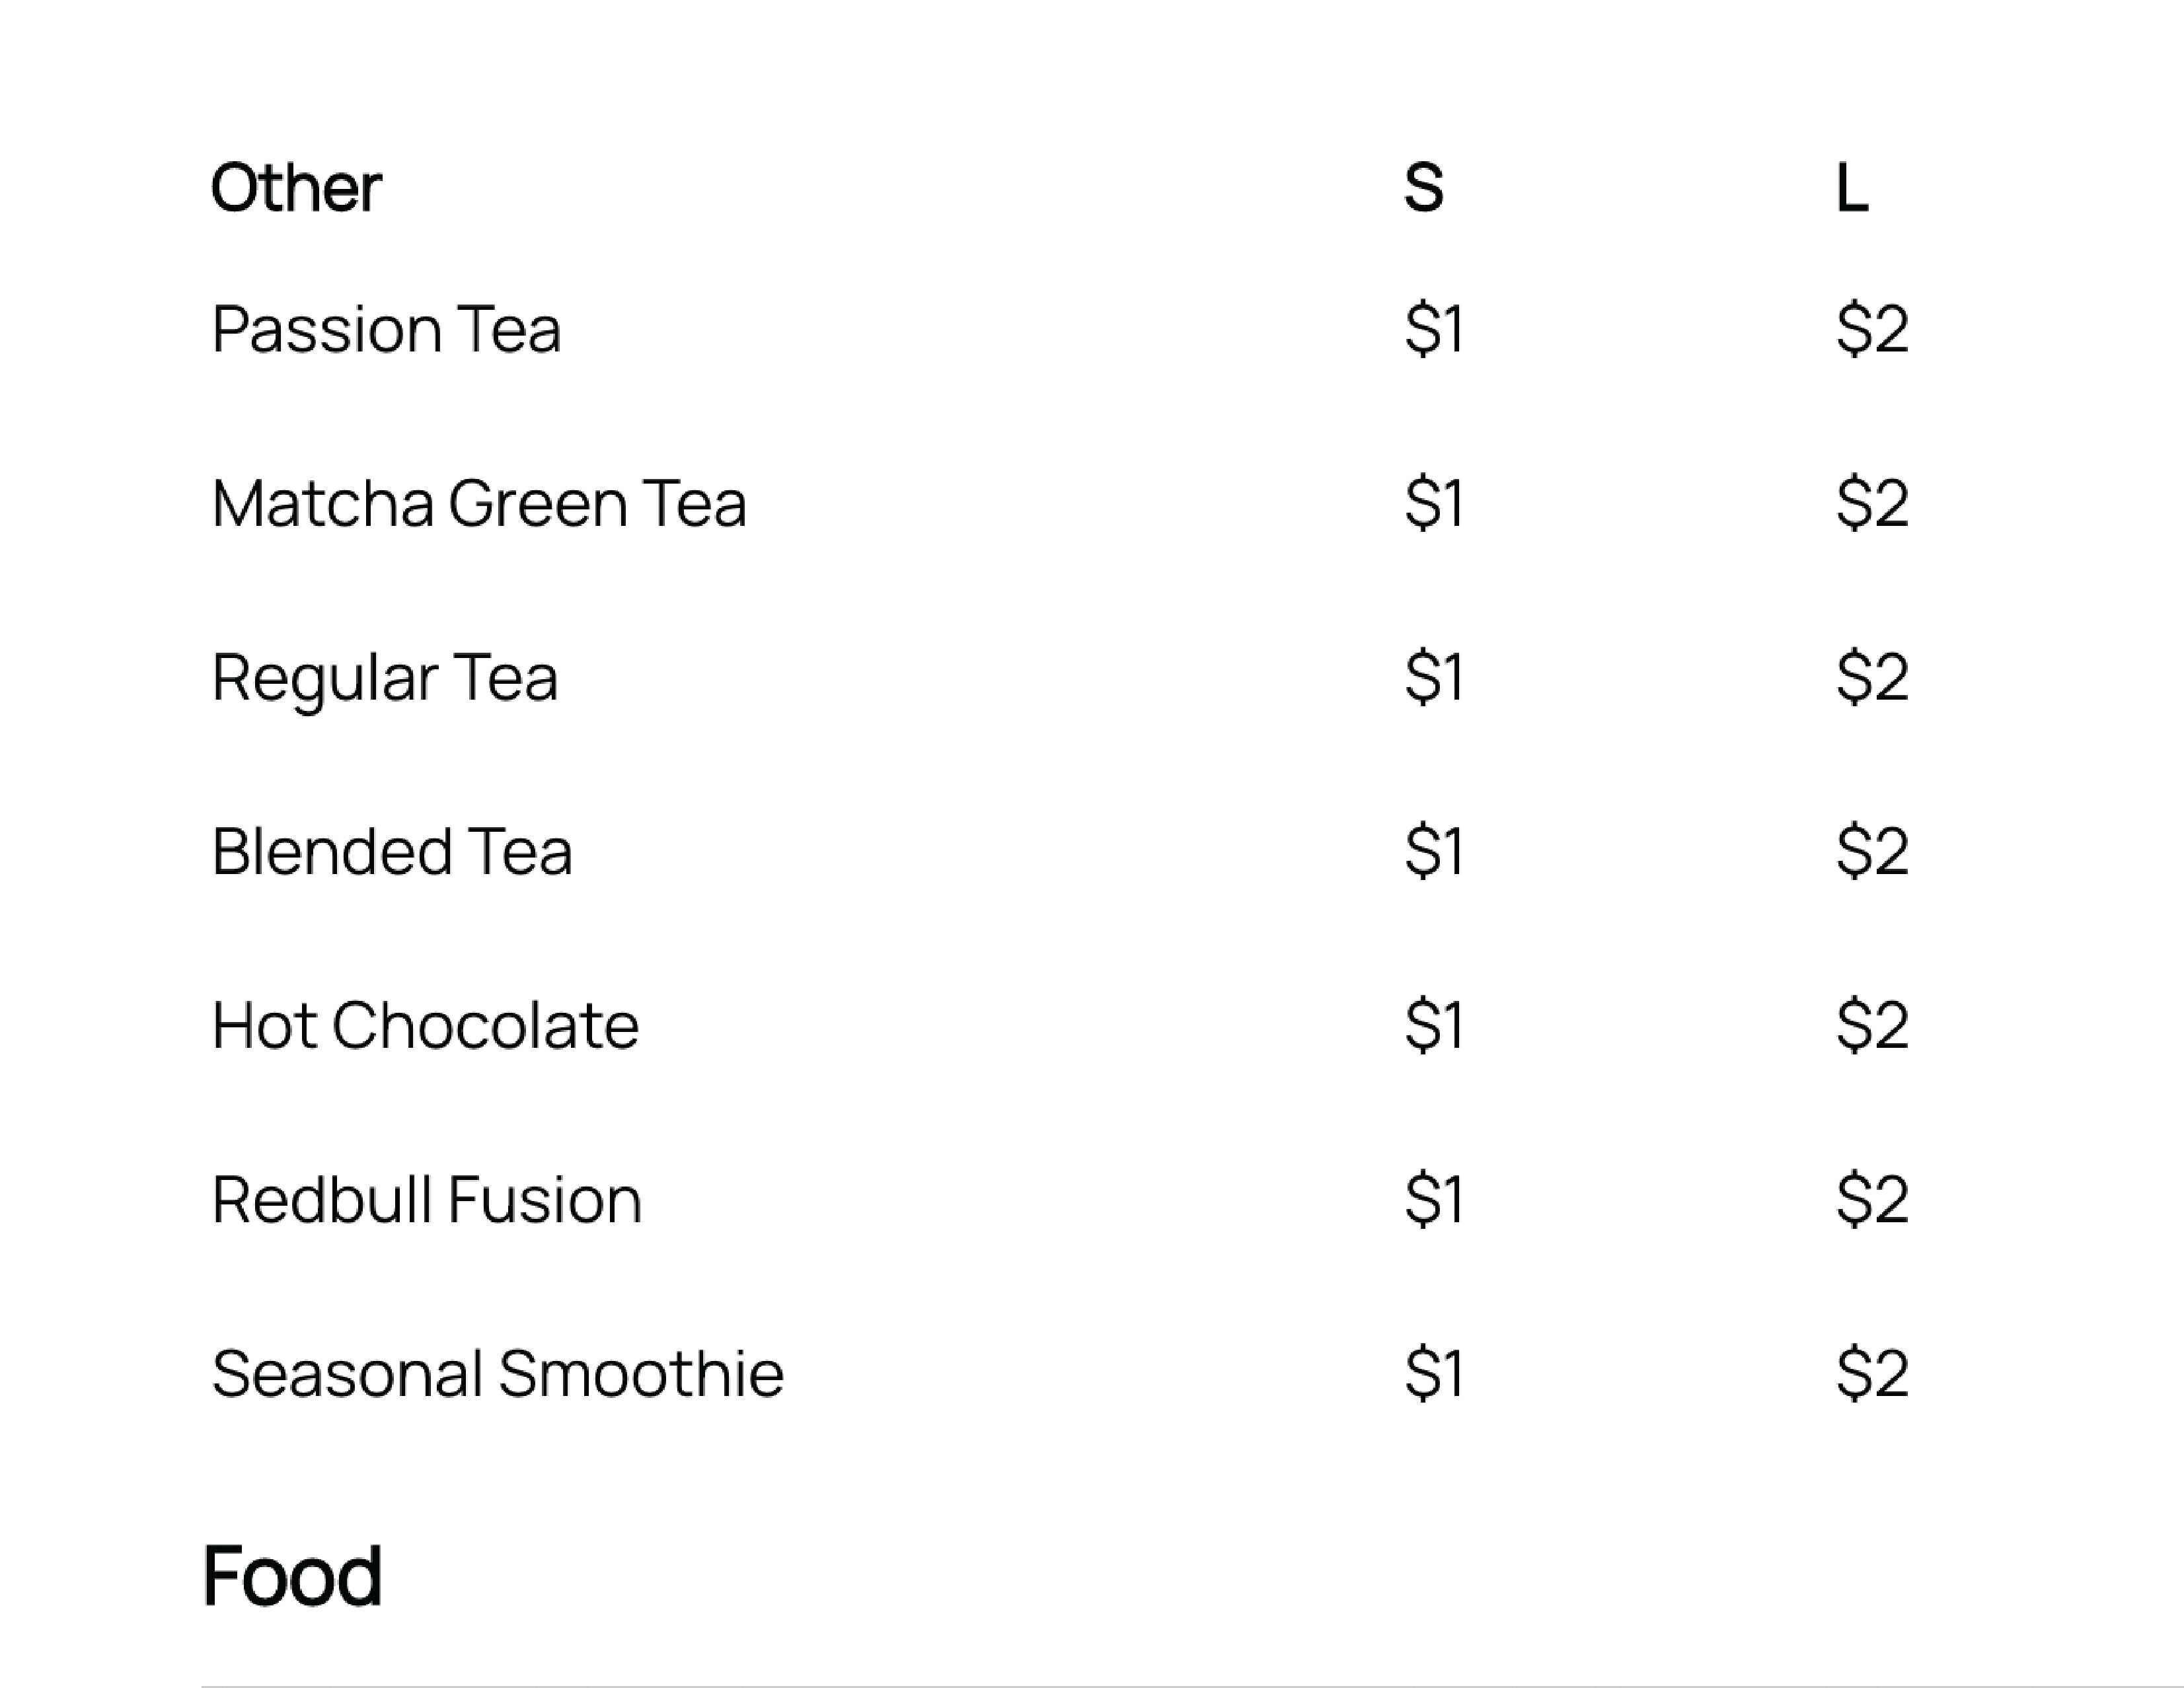 Other S L
Passion Tea $1 $2
Matcha Green Tea $1 $2
Regular Tea $1 $2
Blended Tea $1 $2
Hot Chocolate $1 $2
Redbull Fusion $1 $2
Seasonal Smoothie $1 $2
Food